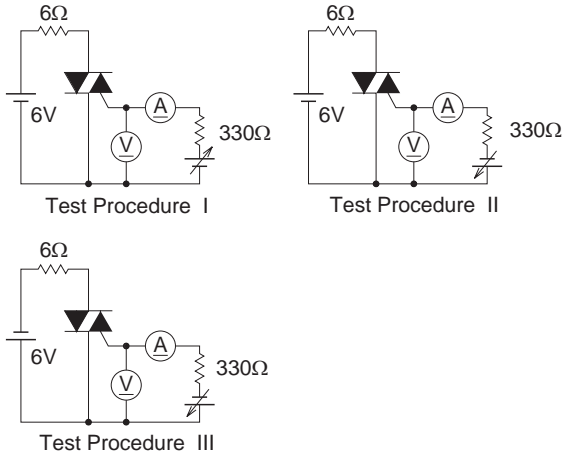 6Ω
6V
A
V
330Ω
Test Procedure I
6Ω
6V
A
V
330Ω
Test Procedure II
6Ω
6V
A
V
330Ω
Test Procedure III